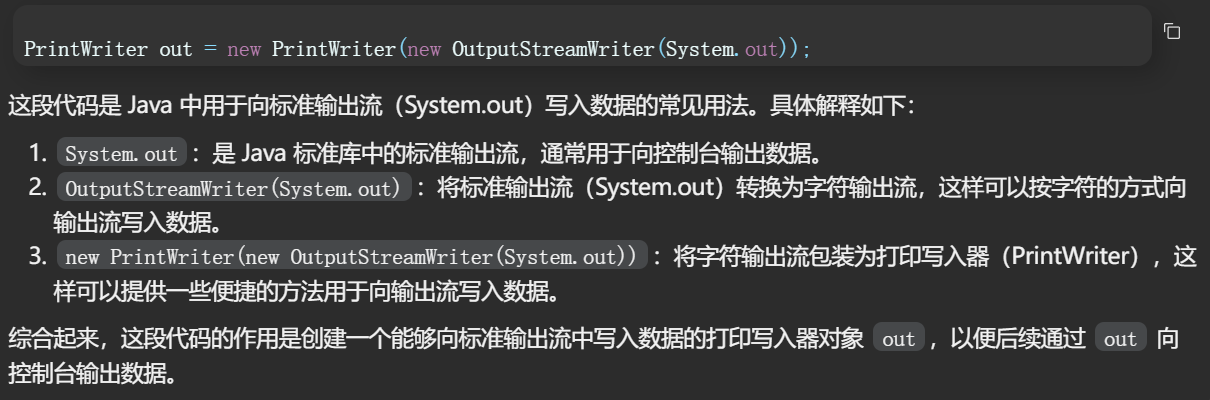 PrintWriter out = new PrintWriter(new OutputStreamWriter(System.out));
这段代码是 Java 中用于向标准输出流（System.out）写入数据的常见用法。具体解释如下：
1. System.out ：是 Java 标准库中的标准输出流，通常用于向控制台输出数据。
2. OutputStreamWriter(System.out) ：将标准输出流（System.out）转换为字符输出流，这样可以按字符的方式向
输出流写入数据。
3. new PrintWriter(new OutputStreamWriter(System.out)) ：将字符输出流包装为打印写入器（PrintWriter），这
样可以提供一些便捷的方法用于向输出流写入数据。
综合起来，这段代码的作用是创建一个能够向标准输出流中写入数据的打印写入器对象 out ，以便后续通过 out 向
控制台输出数据。